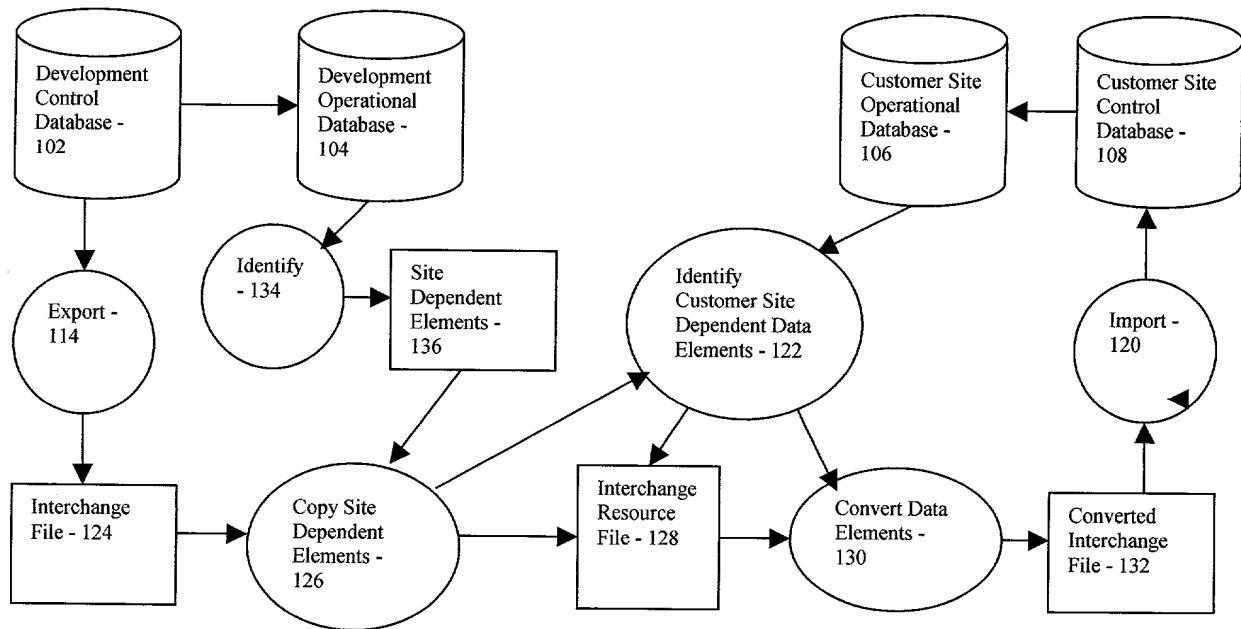 Development
Control
Database -
102
Development
Operational
Database -
104
Customer Site
Operational
Database -
106
Customer Site
Control
Database -
108
Export -
114
Identify
- 134
Site
Dependent
Elements -
136
Identify
Customer Site
Dependent Data
Elements - 122
Import -
120
Interchange
File - 124
Copy Site
Dependent
Elements -
126
Interchange
Resource
File - 128
Convert Data
Elements -
130
Converted
Interchange
File - 132